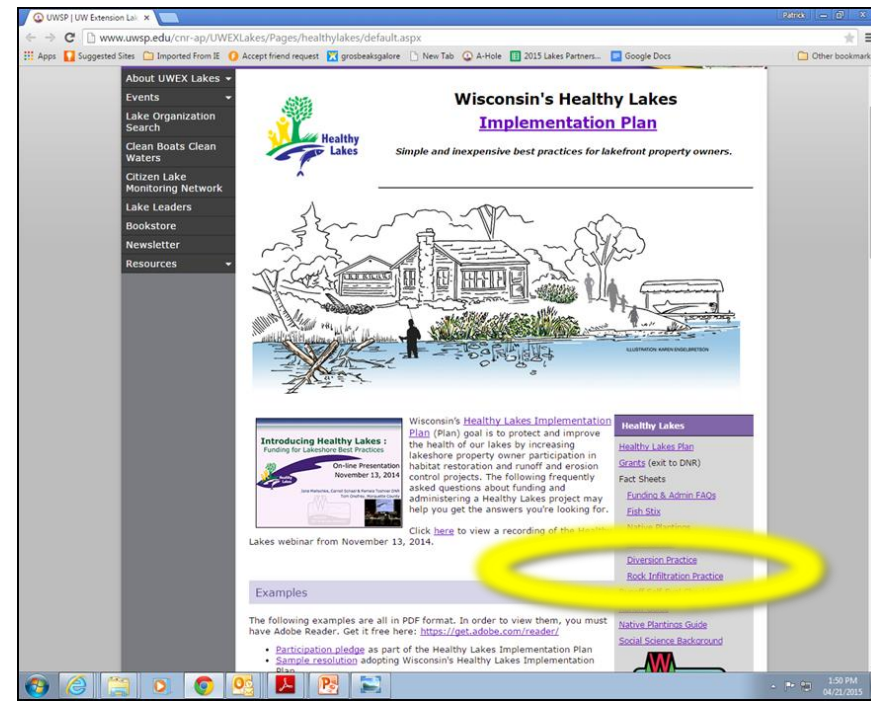 UWSP | UW Extension Lak
Patrick
www.uwsp.edu/cnr-ap/UWEXLakes/Pages/healthylakes/default.aspx
Apps Suggested Sites Imported From IE Accept friend request grosbeaksgalore New Tab A-Hole 2015 Lakes Partners... Google Docs Other bookmark
About UWEX Lakes
Events
Lake Organization
Search
Clean Boats Clean
Waters
Citizen Lake
Monitoring Network
Lake Leaders
Bookstore
Newsletter
Resources
Healthy
Lakes
Wisconsin's Healthy Lakes
Implementation Plan
Simple and inexpensive best practices for lakefront property owners.
ILLUSTRATION: KAREN ENGELBRETSON
Introducing Healthy Lakes :
Funding for Lakeshore Best Practices
On-line Presentation
November 13, 2014
Wisconsin's Healthy Lakes Implementation
Plan (Plan) goal is to protect and improve
the health of our lakes by increasing
lakeshore property owner participation in
habitat restoration and runoff and erosion
control projects. The following frequently
asked questions about funding and
administering a Healthy Lakes project may
help you get the answers you're looking for.
Click here to view a recording of the Healthy
Lakes webinar from November 13, 2014.
Examples
The following examples are all in PDF format. In order to view them, you must
have Adobe Reader. Get it free here: https://get.adobe.com/reader/
• Participation pledge as part of the Healthy Lakes Implementation Plan
• Sample resolution adopting Wisconsin's Healthy Lakes Implementation
Plan
Healthy Lakes
Healthy Lakes Plan
Grants (exit to DNR)
Fact Sheets
Funding & Admin FAQs
Fish Stix
Native Plantings
Diversion Practice
Rock Infiltration Practice
Native Plantings Guide
Social Science Background
W
1:50 PM
04/21/2015